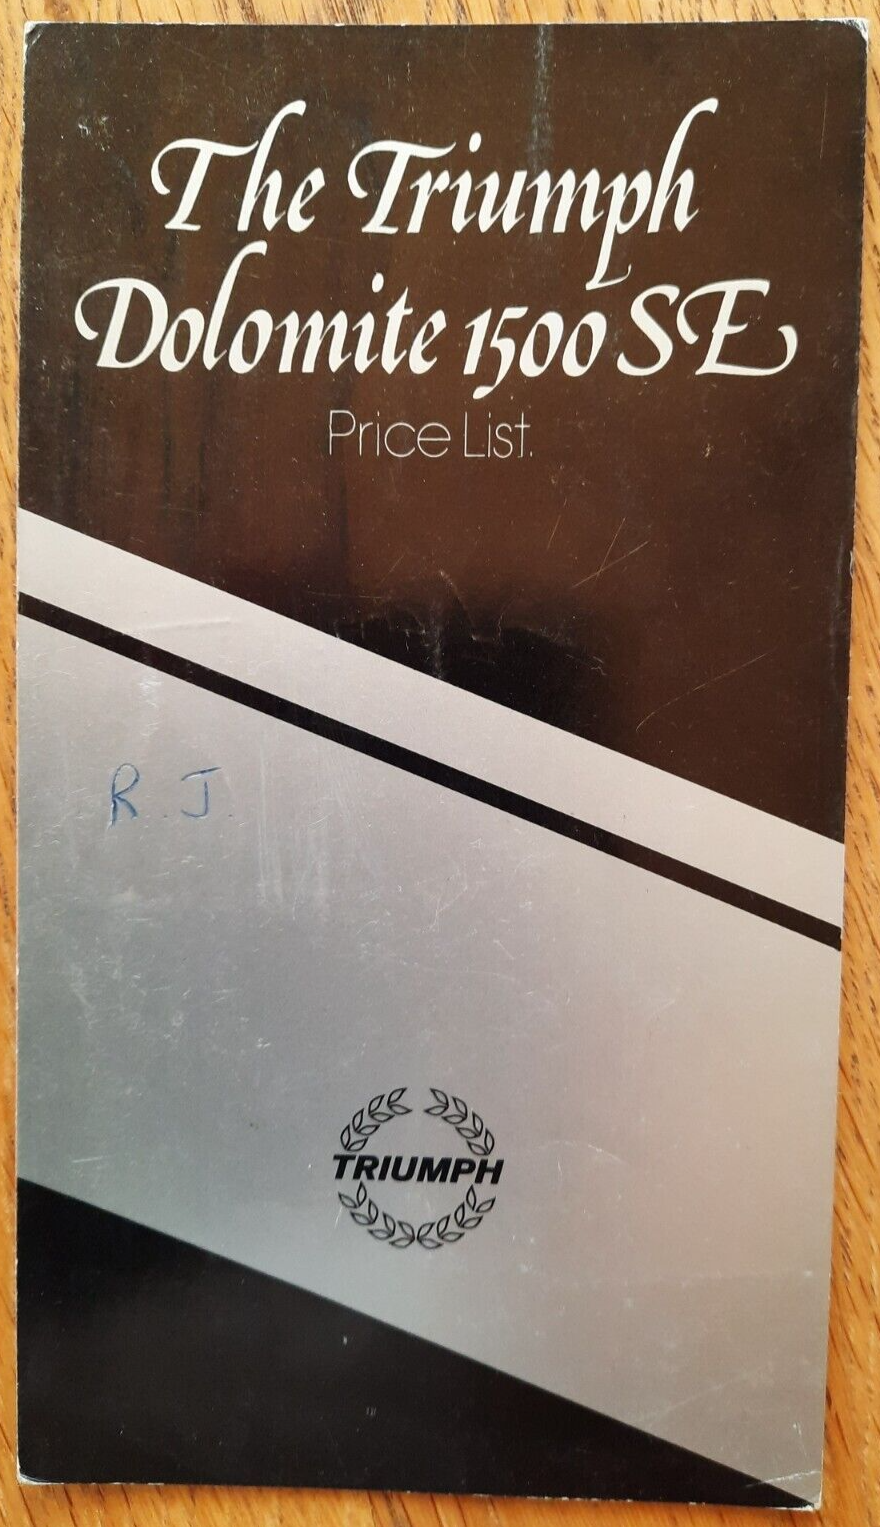 The Triumph
Dolomite 1500 SE
Price List.
R. J.
TRIUMPH